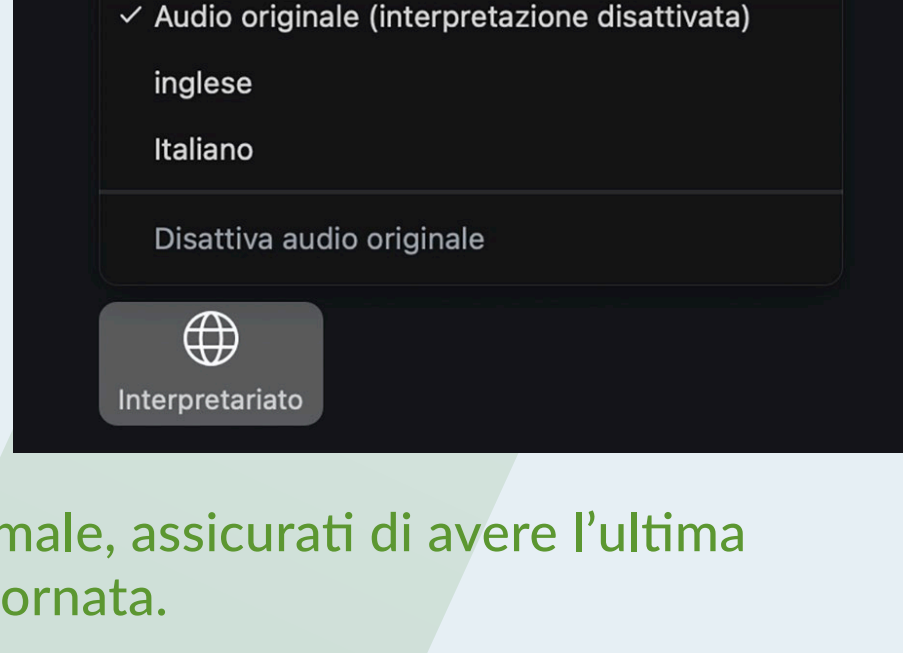 Audio originale (interpretazione disattivata)
inglese
Italiano
Disattiva audio originale
Interpretariato
male, assicurati di avere l’ultima
ornata.